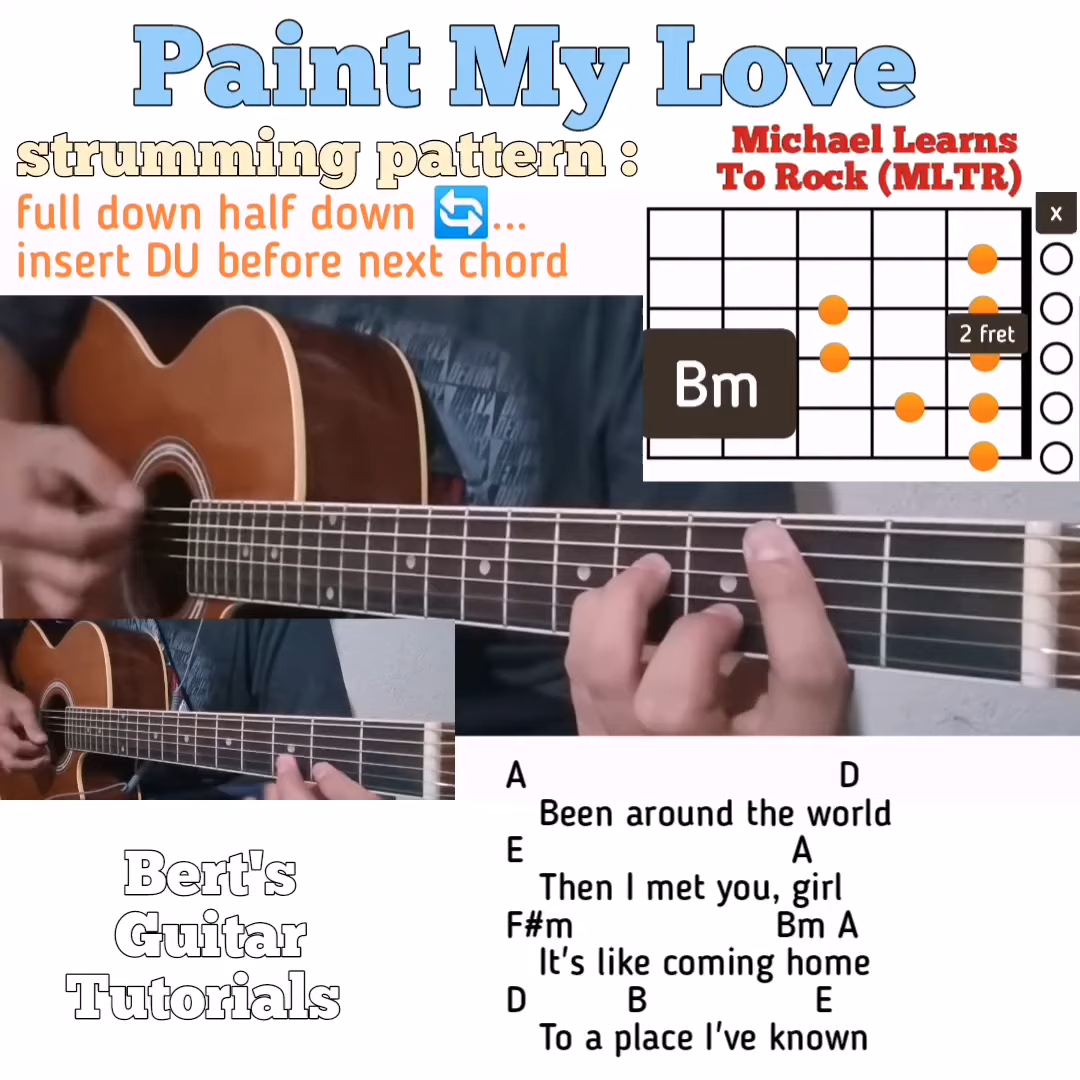 Paint My Love
strumming pattern :
Michael Learns
To Rock (MLTR)
full down half down 🔄...
insert DU before next chord
x
2 fret
Bm
A D
Been around the world
E A
Then I met you, girl
F#m Bm A
It's like coming home
D B E
To a place I've known
Bert's
Guitar
Tutorials